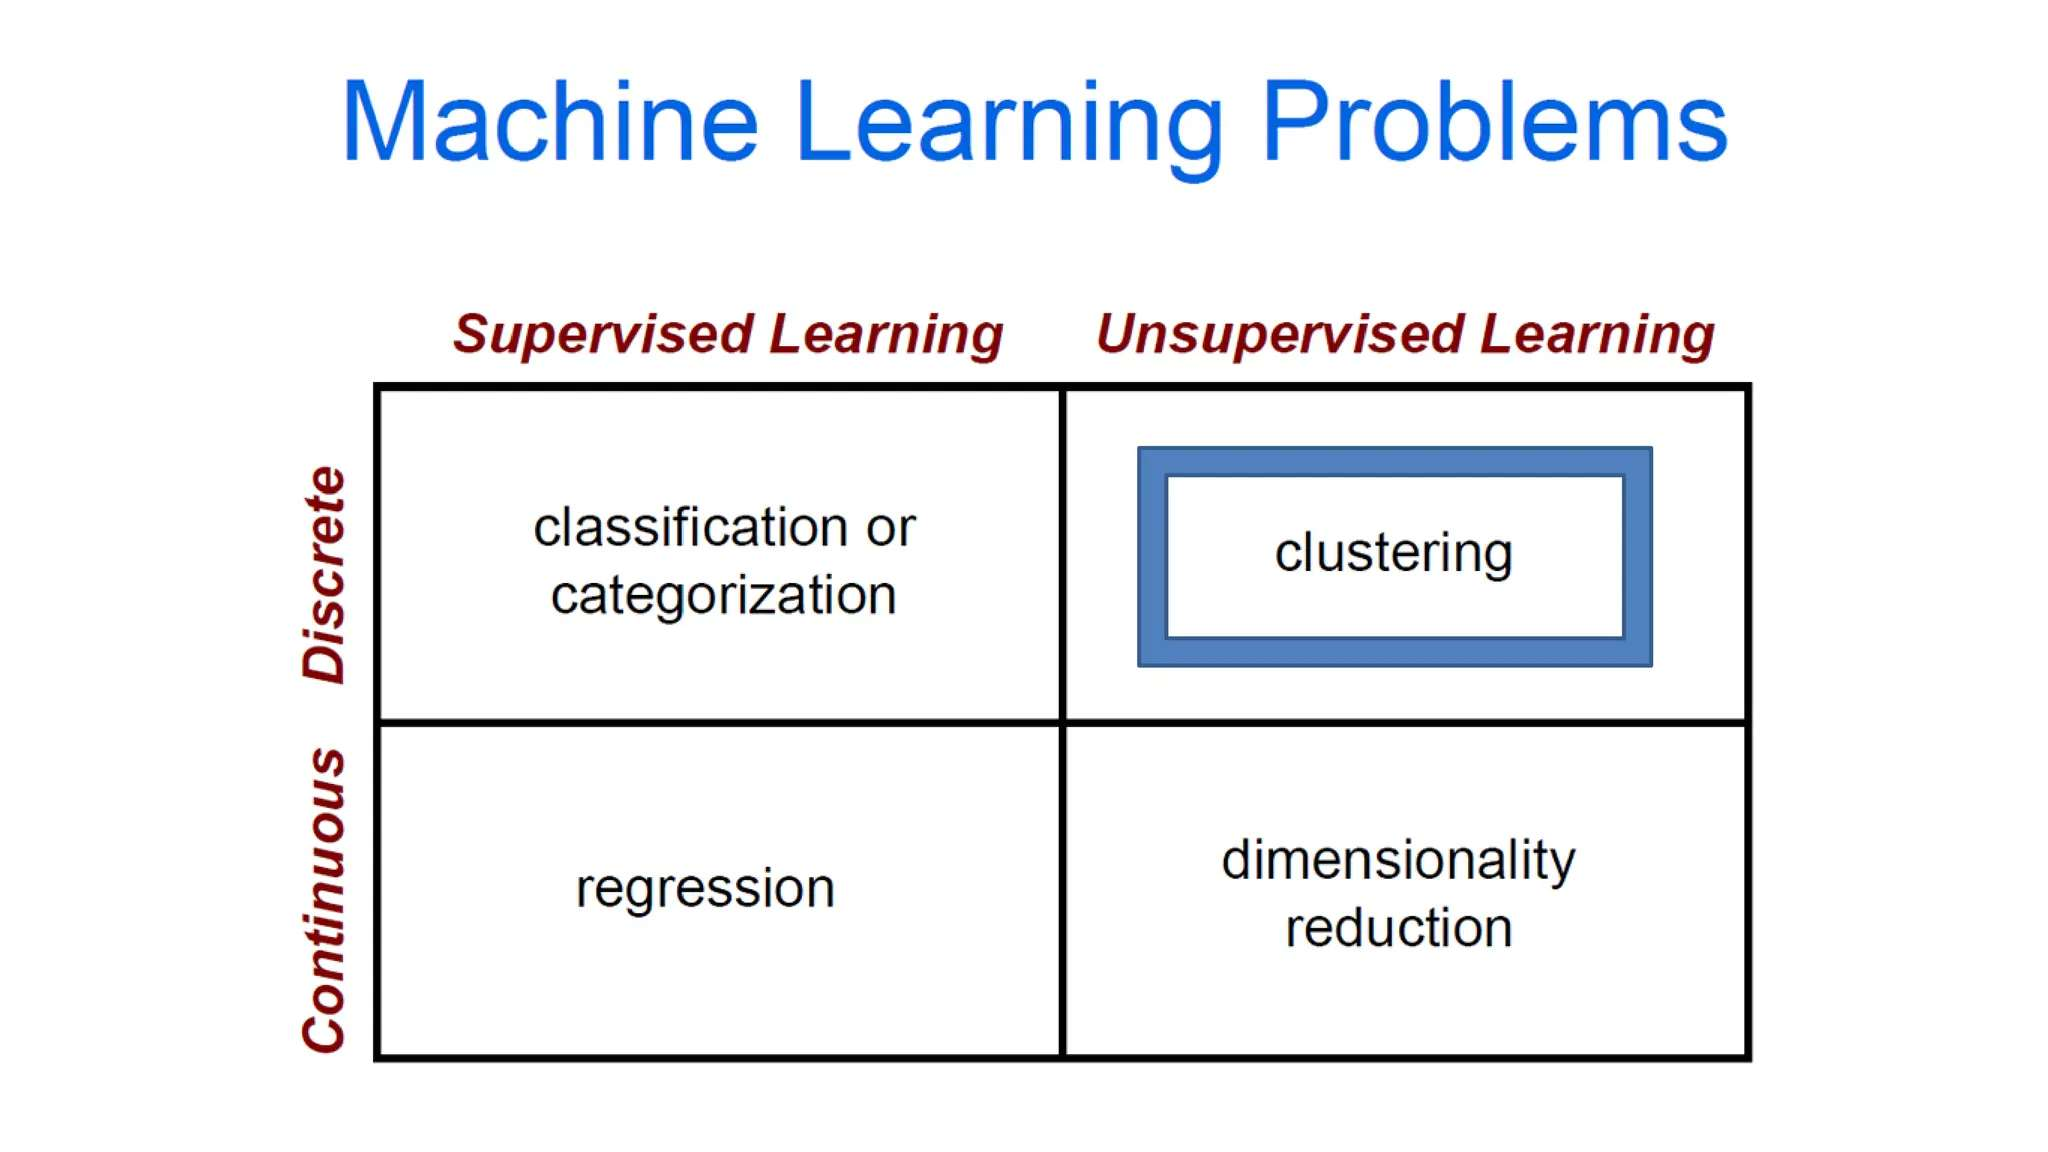 Machine Learning Problems
Supervised Learning
Unsupervised Learning
Discrete
classification or
categorization
clustering
Continuous
regression
dimensionality
reduction